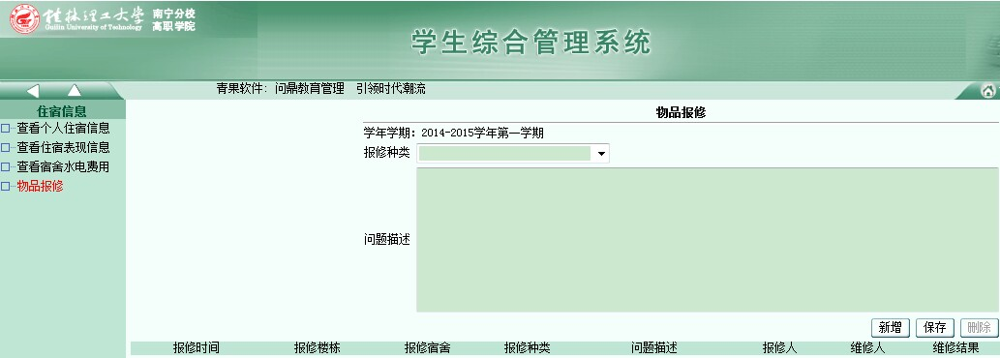 桂林理工大学 南宁分校
Guilin University of Technology 高职学院
学生综合管理系统
青果软件：问鼎教育管理 引领时代潮流
住宿信息
查看个人住宿信息
查看住宿表现信息
查看宿舍水电费用
物品报修
物品报修
学年学期：2014-2015学年第一学期
报修种类
问题描述
新增 保存 删除
报修时间 报修楼栋 报修宿舍 报修种类 问题描述 报修人 维修人 维修结果